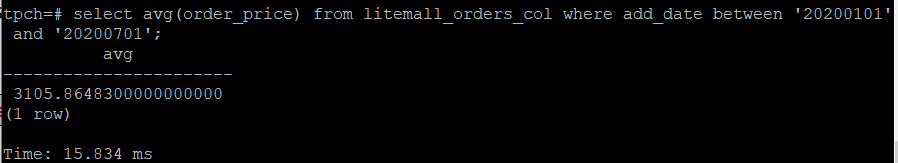 tpch=# select avg(order_price) from litemall_orders_col where add_date between '20200101'
and '20200701';
avg
-----------------------
3105.8648300000000000
(1 row)
Time: 15.834 ms